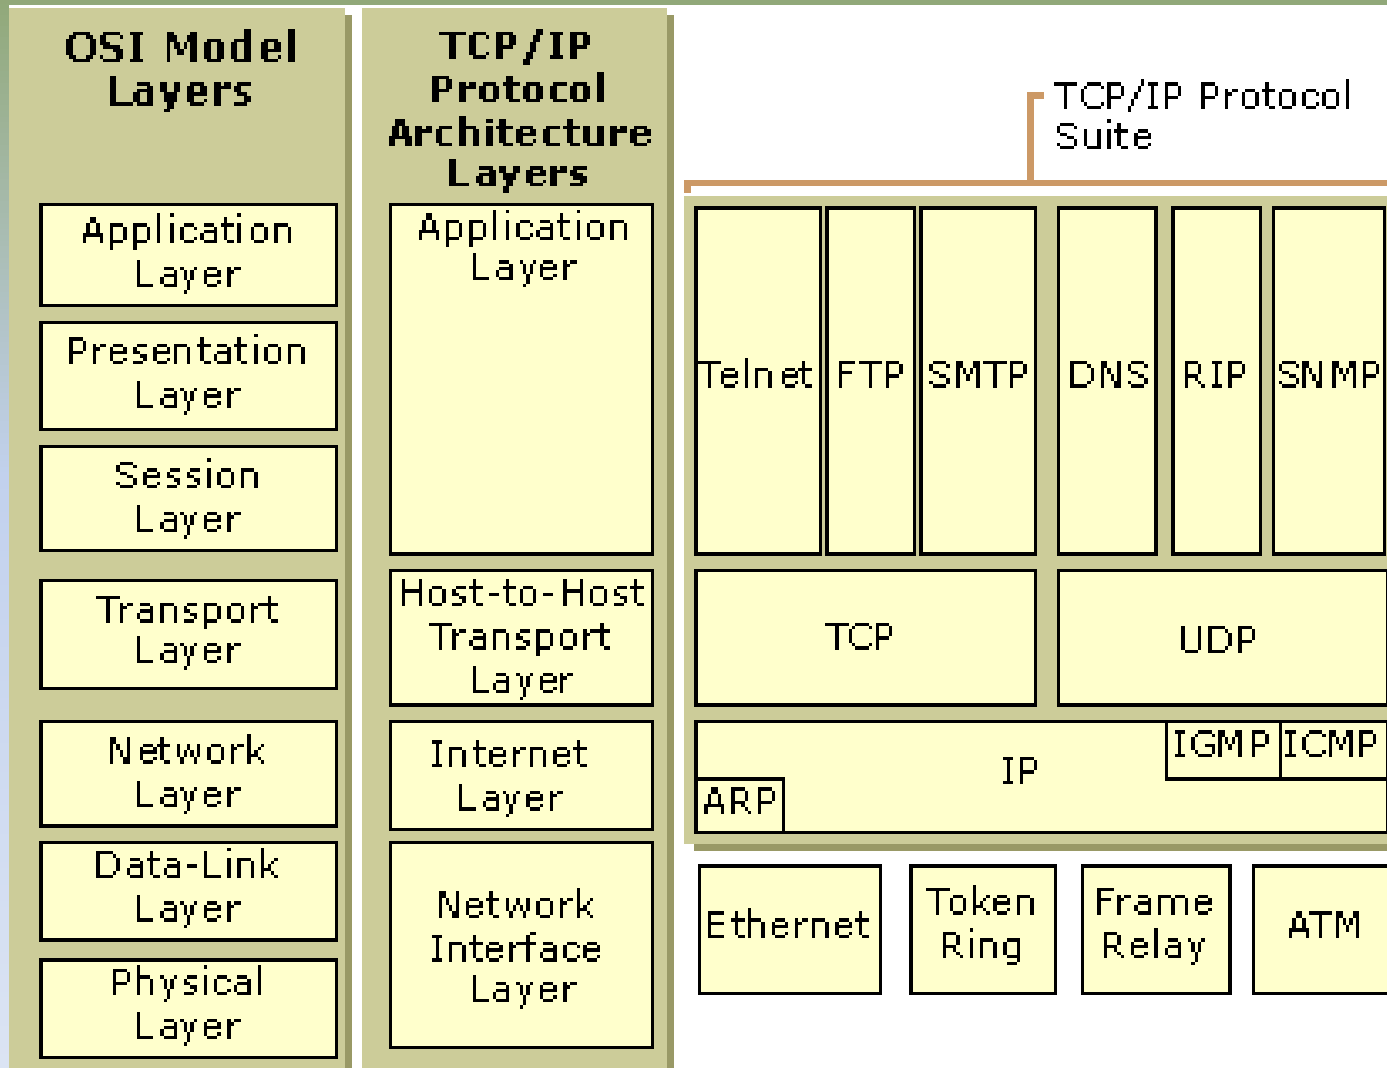 OSI Model
Layers
Application
Layer
Presentation
Layer
Session
Layer
Transport
Layer
Network
Layer
Data-Link
Layer
Physical
Layer
TCP/IP
Protocol
Architecture
Layers
Application
Layer
Host-to-Host
Transport
Layer
Internet
Layer
Network
Interface
Layer
TCP/IP Protocol
Suite
Telnet
FTP
SMTP
DNS
RIP
SNMP
TCP
UDP
IP
IGMP
ICMP
ARP
Ethernet
Token
Ring
Frame
Relay
ATM